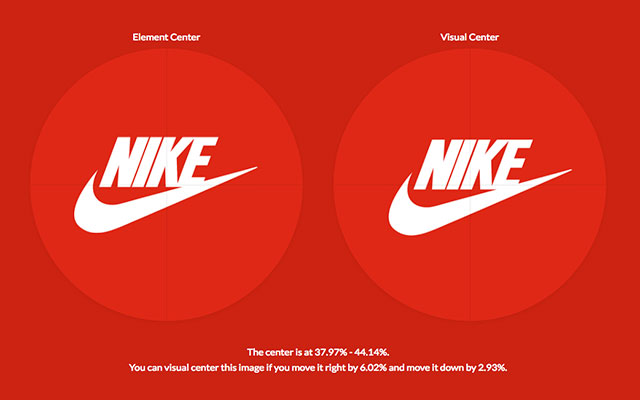 Element Center
Visual Center
NIKE
NIKE
The center is at 37.97% - 44.14%.
You can visual center this image if you move it right by 6.02% and move it down by 2.93%.